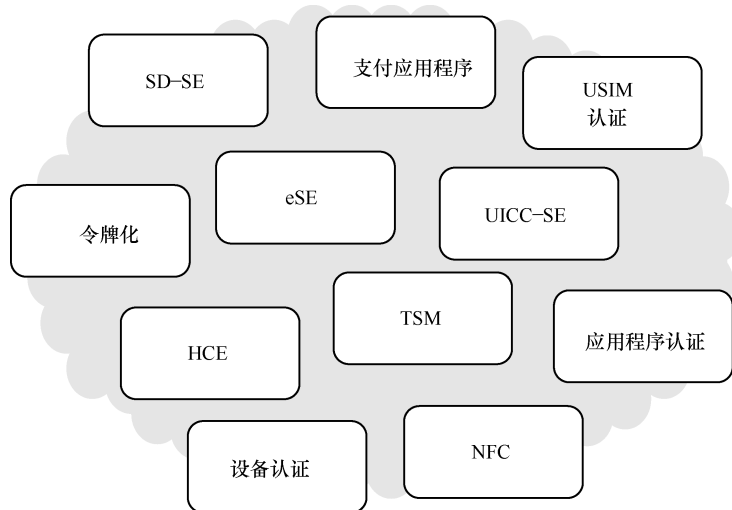 支付应用程序
SD-SE
USIM
认证
eSE
UICC-SE
令牌化
TSM
应用程序认证
HCE
NFC
设备认证